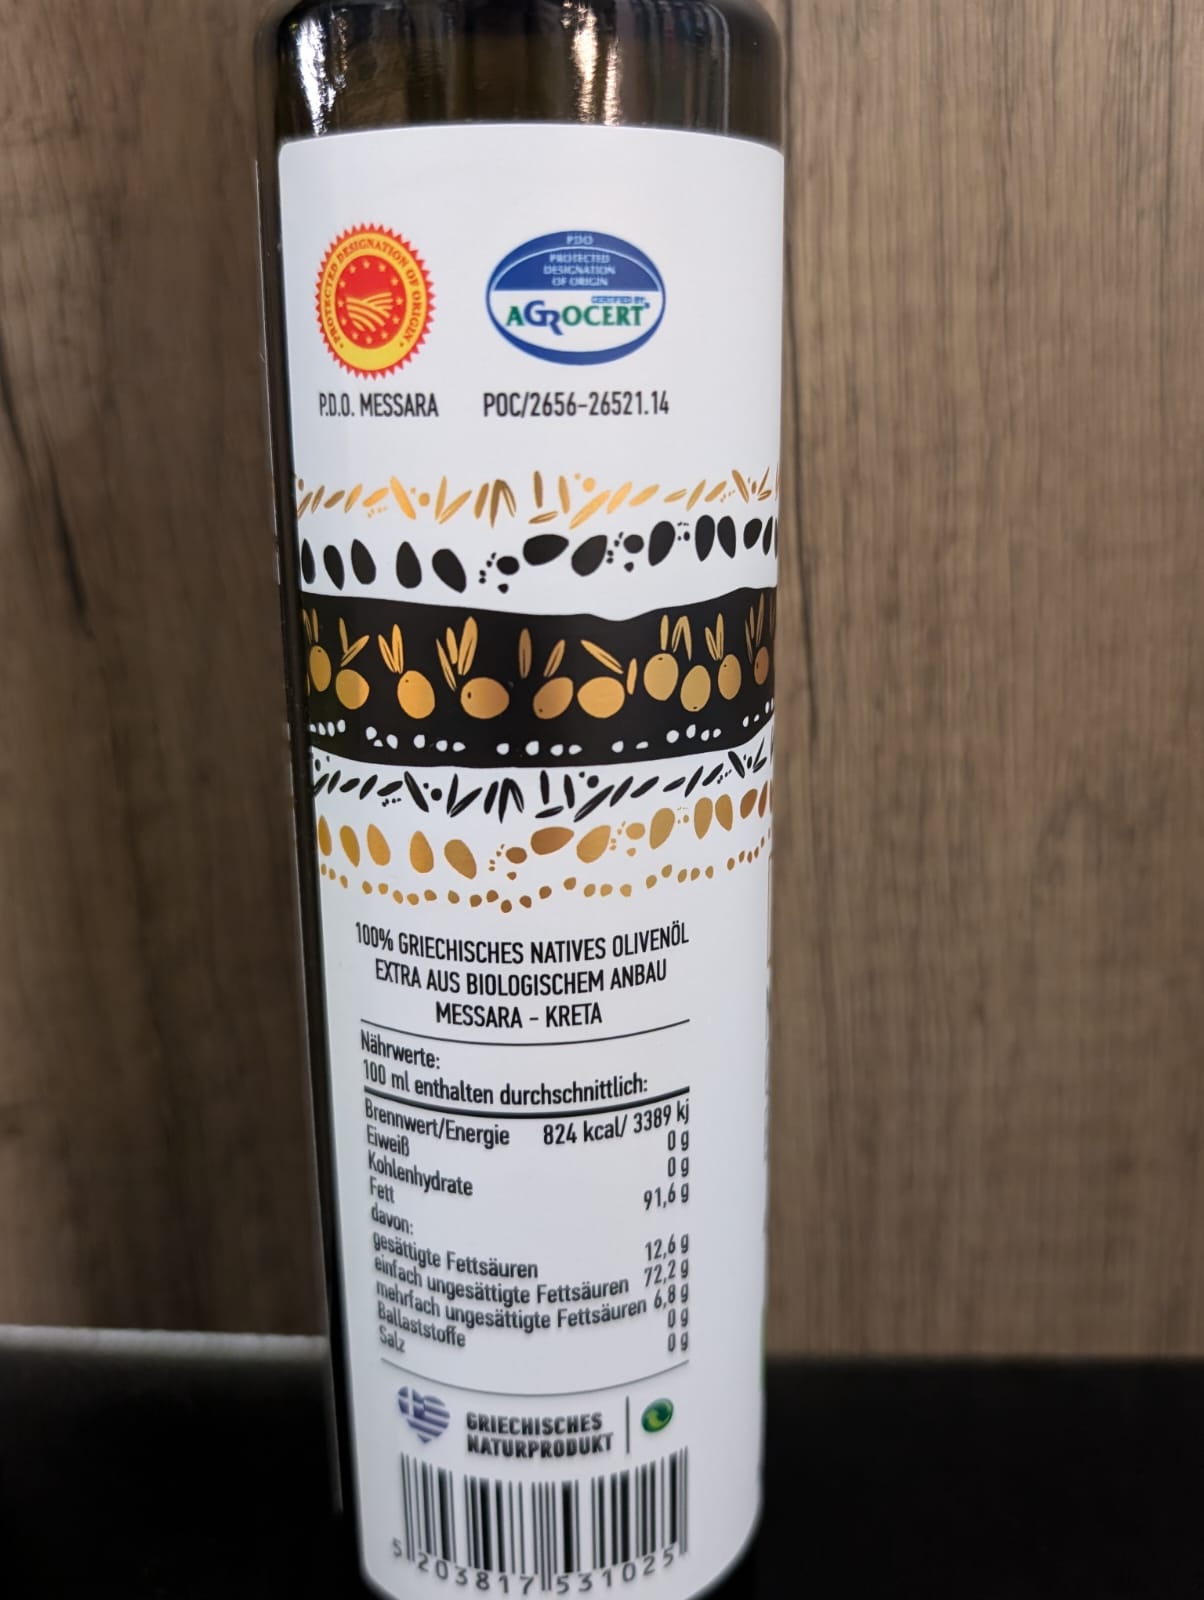 PROTECTED DESIGNATION OF ORIGIN
PDO
PROTECTED
DESIGNATION
OF ORIGIN
CERTIFIED BY
AGROCERT
P.D.O. MESSARA
POC/2656-26521.14
100% GRIECHISCHES NATIVES OLIVENÖL
EXTRA AUS BIOLOGISCHEM ANBAU
MESSARA - KRETA
Nährwerte:
100 ml enthalten durchschnittlich:
Brennwert/Energie 824 kcal/ 3389 kj
Eiweiß 0 g
Kohlenhydrate 0 g
Fett 91,6 g
davon:
gesättigte Fettsäuren 12,6 g
einfach ungesättigte Fettsäuren 72,2 g
mehrfach ungesättigte Fettsäuren 6,8 g
Ballaststoffe 0 g
Salz 0 g
GRIECHISCHES
NATURPRODUKT
5 203817 531025